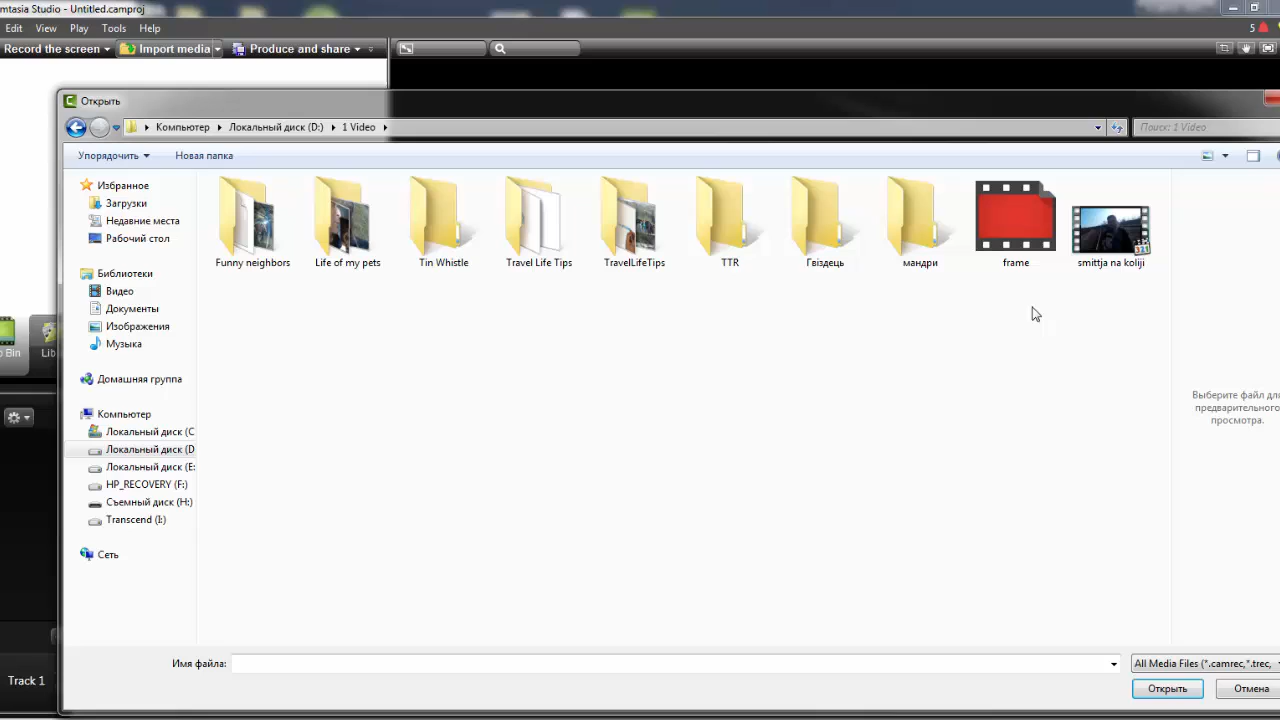 mtasia Studio - Untitled.camproj
Edit View Play Tools Help
5
Record the screen Import media Produce and share
Открыть
Компьютер Локальный диск (D:) 1 Video
Поиск: 1 Video
Упорядочить Новая папка
Избранное
Загрузки
Недавние места
Рабочий стол
Библиотеки
Видео
Документы
Изображения
Музыка
Домашняя группа
Компьютер
Локальный диск (C
Локальный диск (D
Локальный диск (E:
HP_RECOVERY (F:)
Съемный диск (H:)
Transcend (I:)
Сеть
Funny neighbors
Life of my pets
Tin Whistle
Travel Life Tips
TravelLifeTips
TTR
Гвіздець
мандри
frame
smittja na koliji
Выберите файл для
предварительного
просмотра.
Bin
Lib
Имя файла:
All Media Files (*.camrec,*.trec,
Открыть
Отмена
Track 1